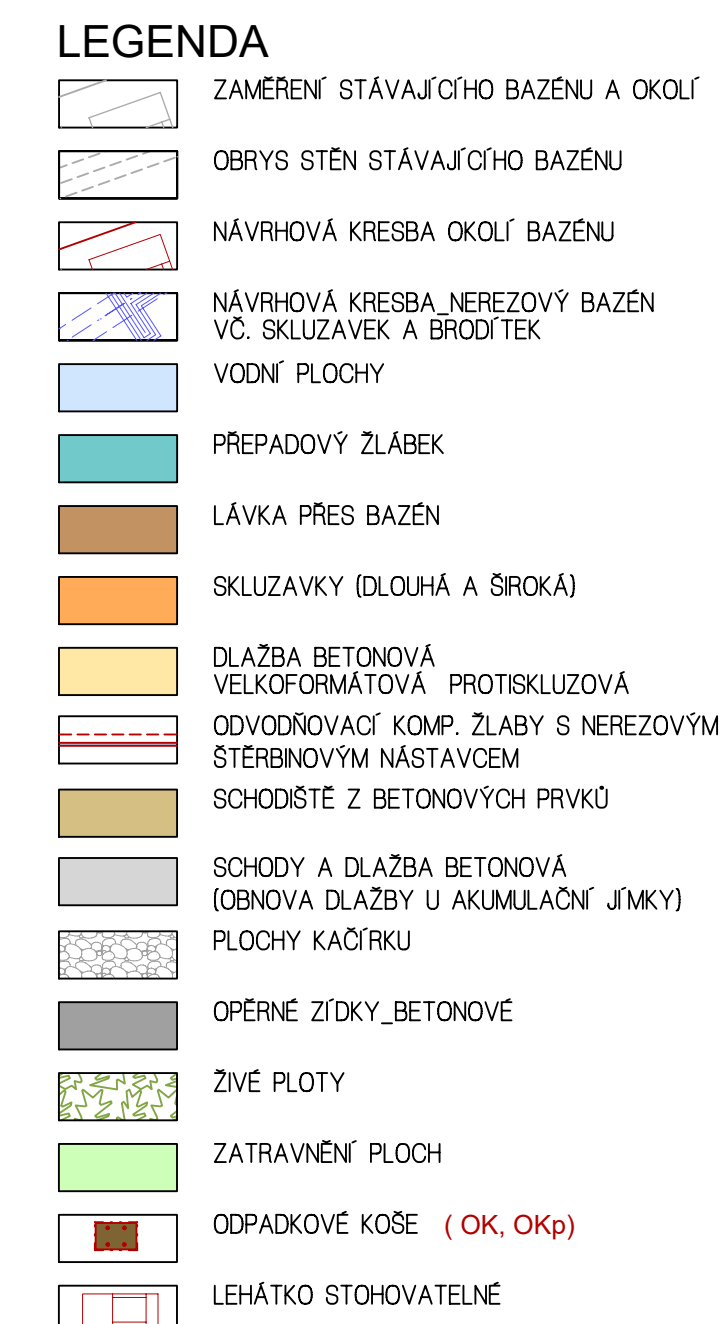 LEGENDA
ZAMĚŘENÍ STÁVAJÍCÍHO BAZÉNU A OKOLÍ
OBRYS STĚN STÁVAJÍCÍHO BAZÉNU
NÁVRHOVÁ KRESBA OKOLÍ BAZÉNU
NÁVRHOVÁ KRESBA_NEREZOVÝ BAZÉN
VČ. SKLUZAVEK A BRODÍTEK
VODNÍ PLOCHY
PŘEPADOVÝ ŽLÁBEK
LÁVKA PŘES BAZÉN
SKLUZAVKY (DLOUHÁ A ŠIROKÁ)
DLAŽBA BETONOVÁ
VELKOFORMÁTOVÁ PROTISKLUZOVÁ
ODVODŇOVACÍ KOMP. ŽLABY S NEREZOVÝM
ŠTĚRBINOVÝM NÁSTAVCEM
SCHODIŠTĚ Z BETONOVÝCH PRVKŮ
SCHODY A DLAŽBA BETONOVÁ
(OBNOVA DLAŽBY U AKUMULAČNÍ JÍMKY)
PLOCHY KAČÍRKU
OPĚRNÉ ZÍDKY_BETONOVÉ
ŽIVÉ PLOTY
ZATRAVNĚNÍ PLOCH
ODPADKOVÉ KOŠE ( OK, OKp)
LEHÁTKO STOHOVATELNÉ